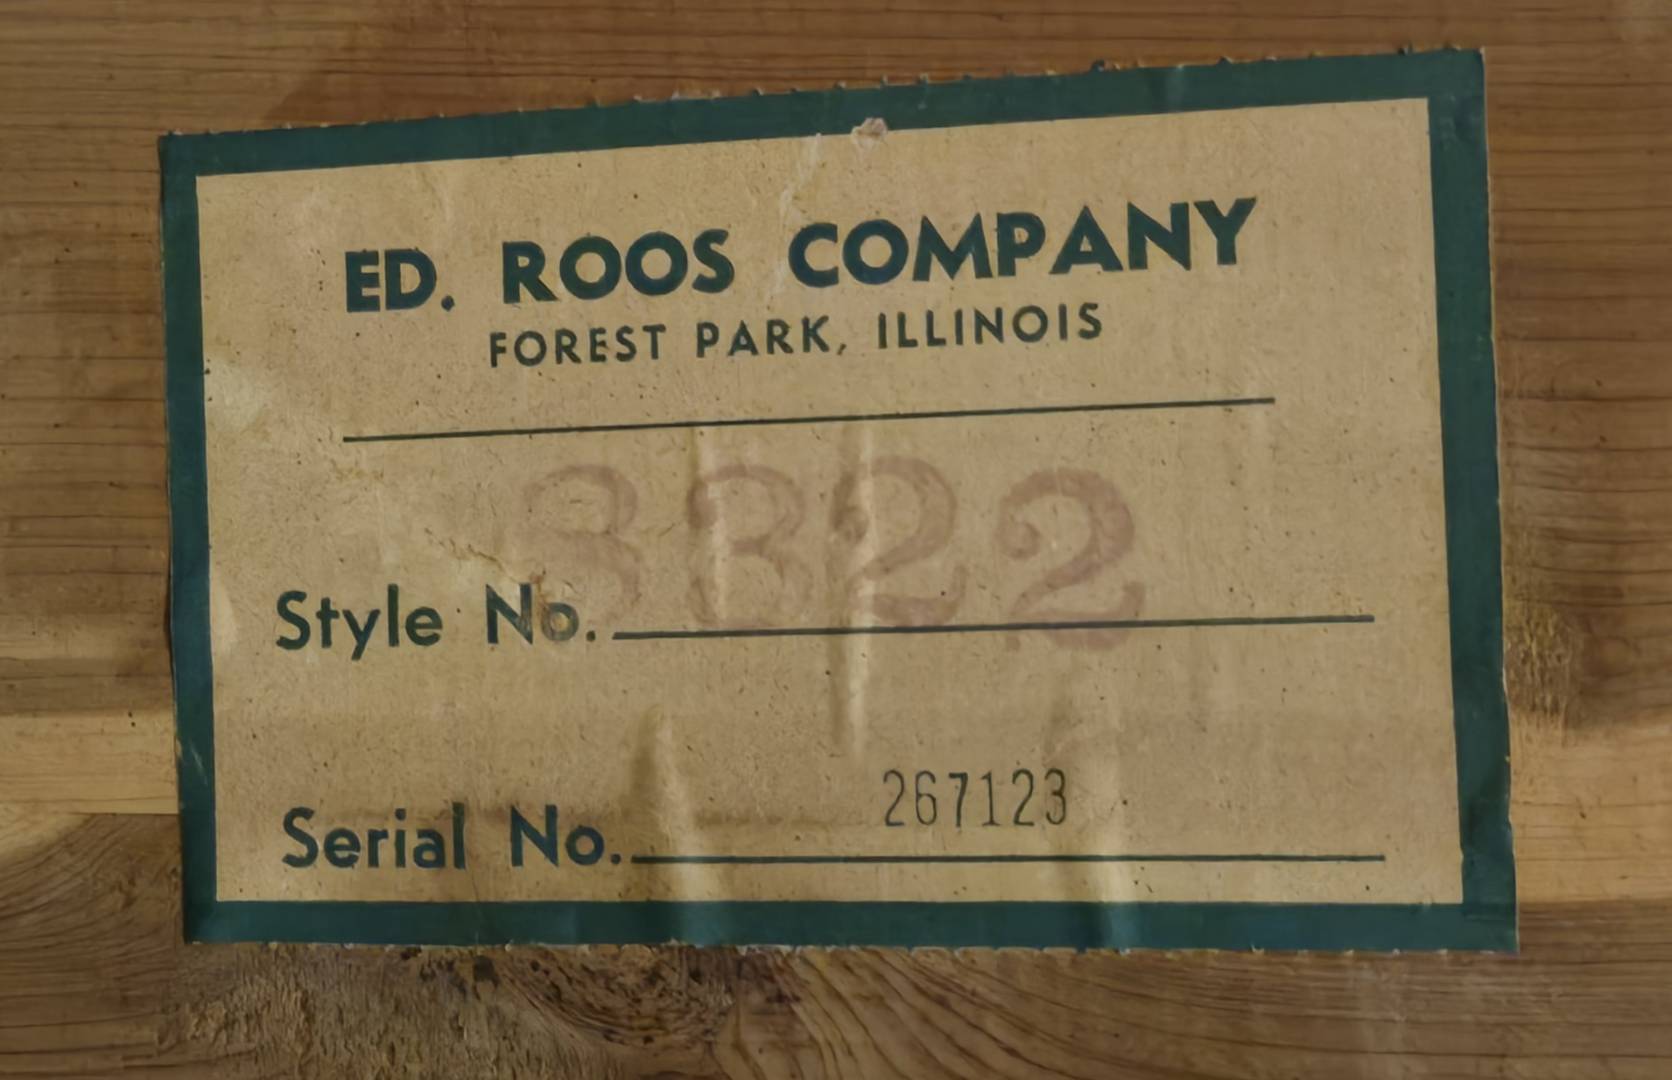 ED. ROOS COMPANY
FOREST PARK, ILLINOIS
Style No. 3322
Serial No. 267123